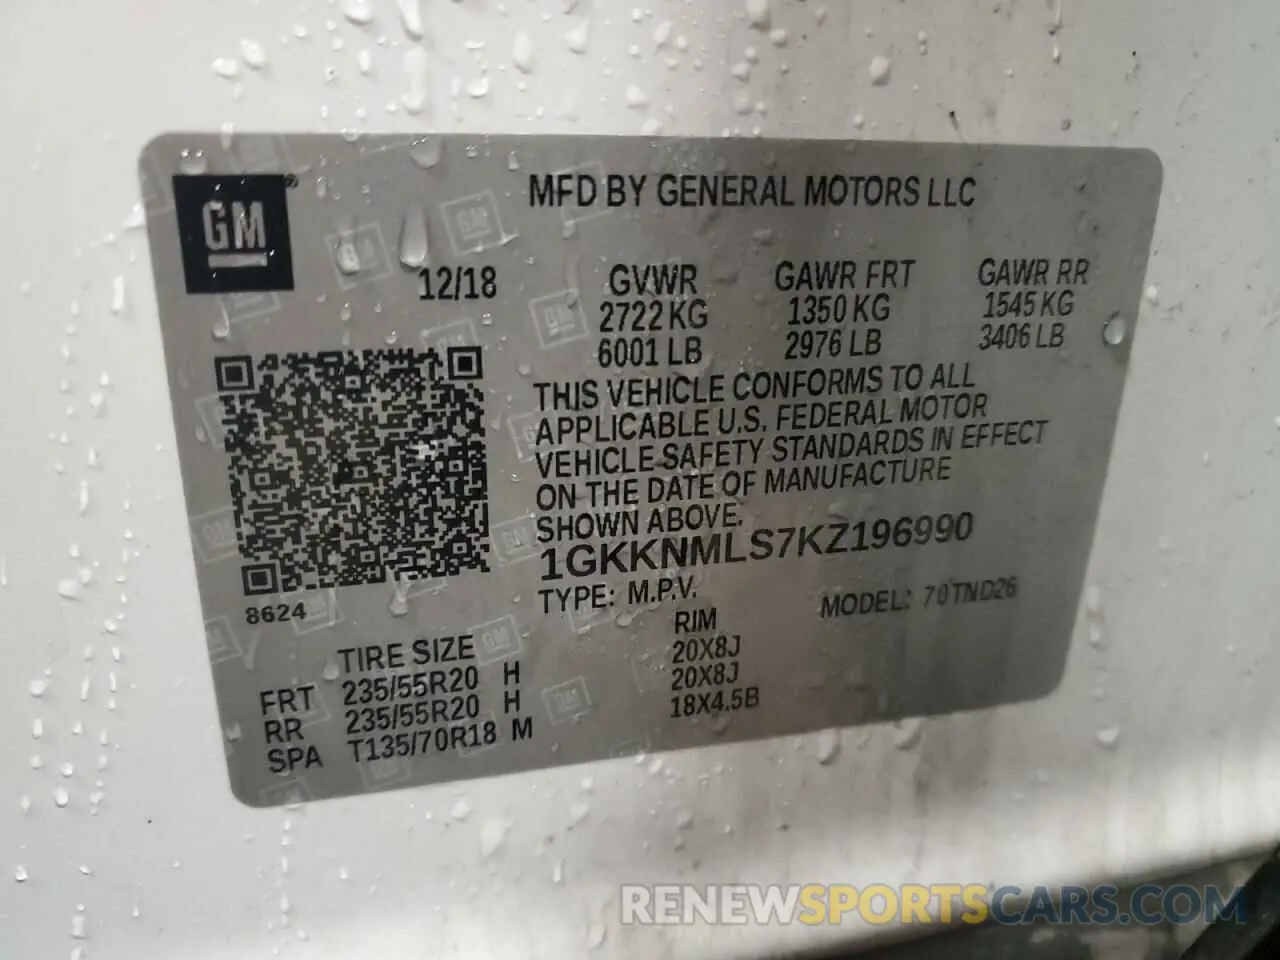 GM
MFD BY GENERAL MOTORS LLC
12/18
GVWR GAWR FRT GAWR RR
2722 KG 1350 KG 1545 KG
6001 LB 2976 LB 3406 LB
THIS VEHICLE CONFORMS TO ALL
APPLICABLE U.S. FEDERAL MOTOR
VEHICLE SAFETY STANDARDS IN EFFECT
ON THE DATE OF MANUFACTURE
SHOWN ABOVE.
1GKKNMLS7KZ196990
TYPE: M.P.V. MODEL: 70TND26
8624
TIRE SIZE RIM
FRT 235/55R20 H 20X8J
RR 235/55R20 H 20X8J
SPA T135/70R18 M 18X4.5B
RENEWSPORTSCARS.COM